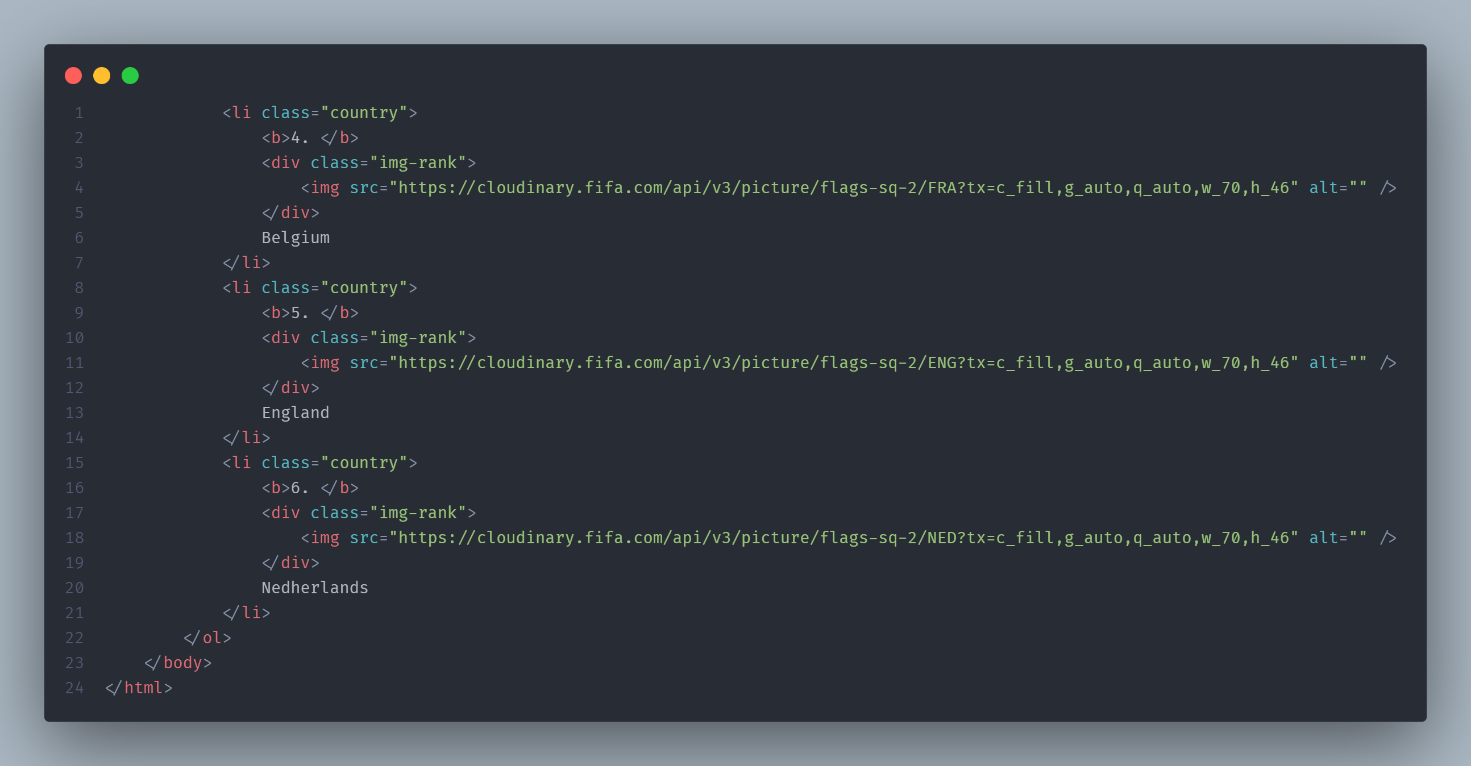 1 <li class="country">
2 <b>4. </b>
3 <div class="img-rank">
4 <img src="https://cloudinary.fifa.com/api/v3/picture/flags-sq-2/FRA?tx=c_fill,g_auto,q_auto,w_70,h_46" alt="" />
5 </div>
6 Belgium
7 </li>
8 <li class="country">
9 <b>5. </b>
10 <div class="img-rank">
11 <img src="https://cloudinary.fifa.com/api/v3/picture/flags-sq-2/ENG?tx=c_fill,g_auto,q_auto,w_70,h_46" alt="" />
12 </div>
13 England
14 </li>
15 <li class="country">
16 <b>6. </b>
17 <div class="img-rank">
18 <img src="https://cloudinary.fifa.com/api/v3/picture/flags-sq-2/NED?tx=c_fill,g_auto,q_auto,w_70,h_46" alt="" />
19 </div>
20 Nedherlands
21 </li>
22 </ol>
23 </body>
24 </html>